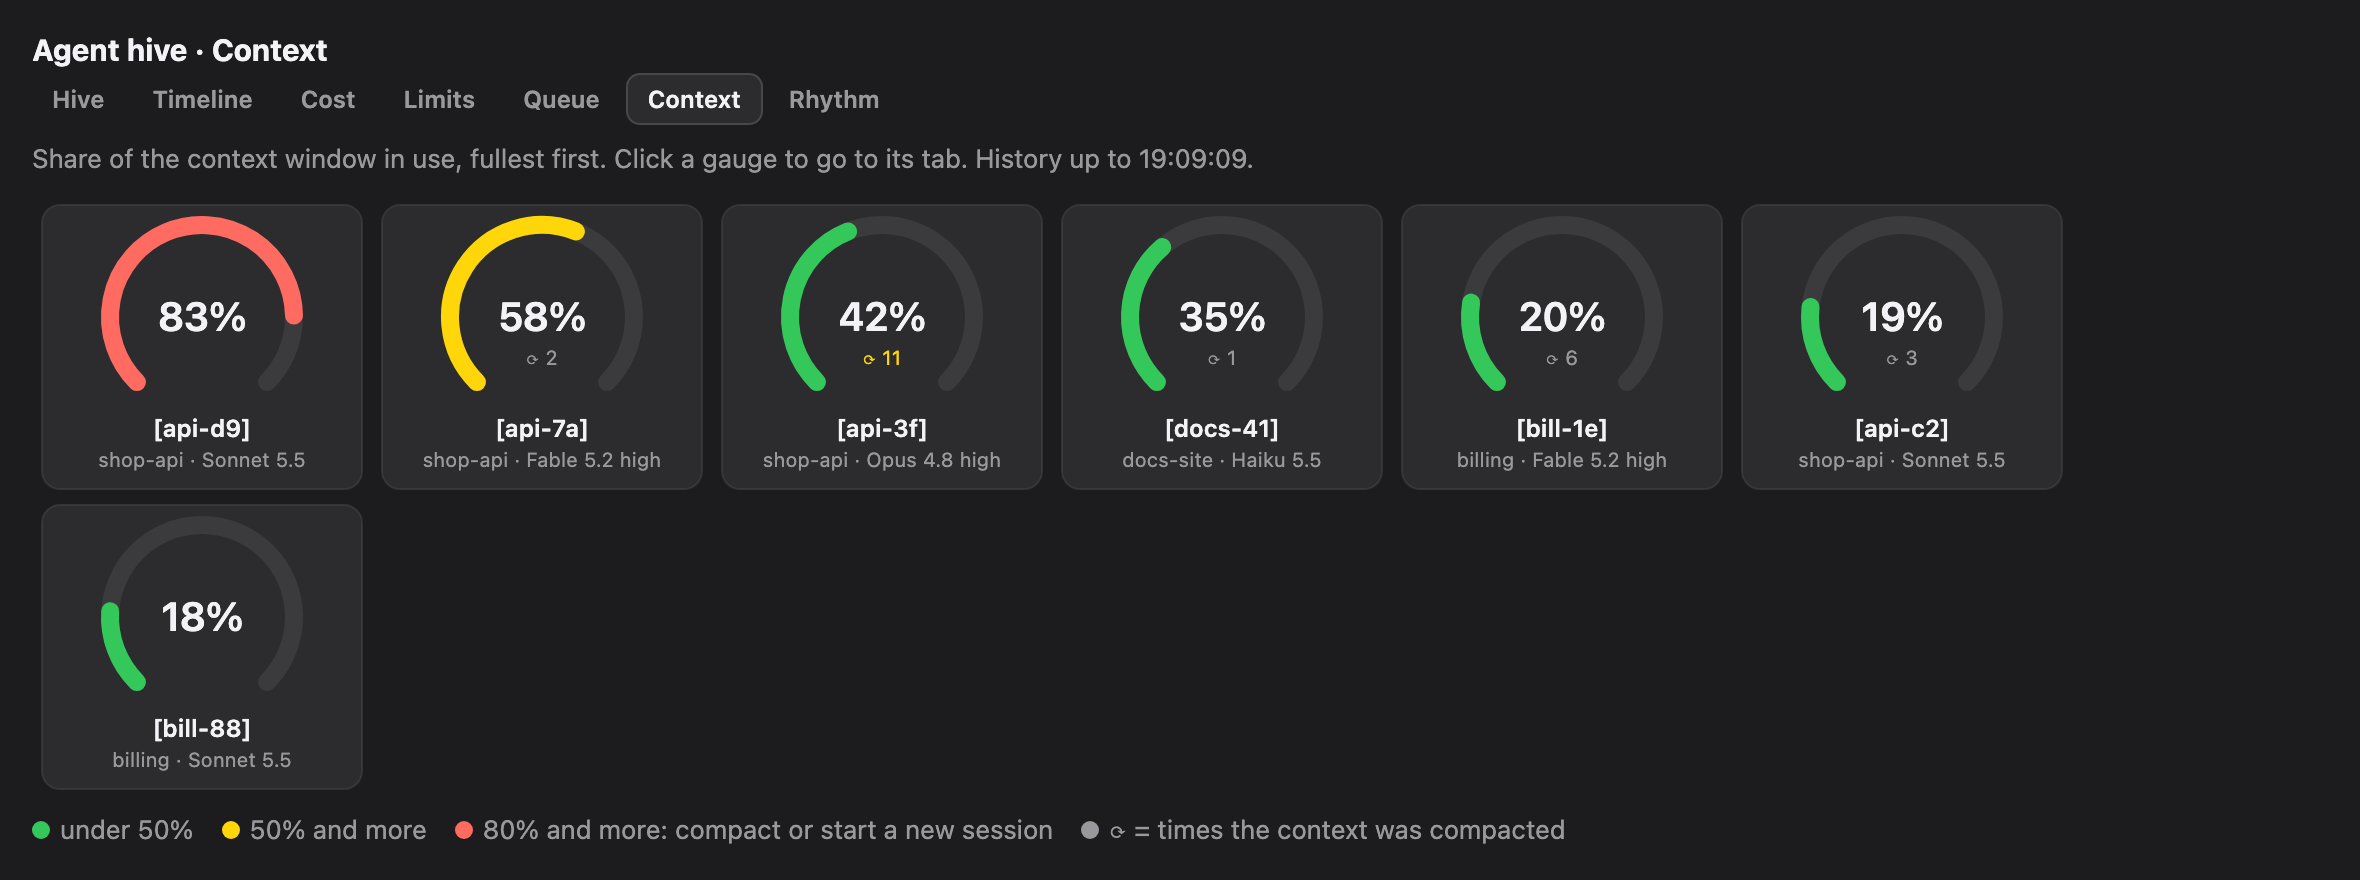 Agent hive · Context
Hive Timeline Cost Limits Queue Context Rhythm
Share of the context window in use, fullest first. Click a gauge to go to its tab. History up to 19:09:09.
83%
[api-d9]
shop-api · Sonnet 5.5
58%
⟳ 2
[api-7a]
shop-api · Fable 5.2 high
42%
⟳ 11
[api-3f]
shop-api · Opus 4.8 high
35%
⟳ 1
[docs-41]
docs-site · Haiku 5.5
20%
⟳ 6
[bill-1e]
billing · Fable 5.2 high
19%
⟳ 3
[api-c2]
shop-api · Sonnet 5.5
18%
[bill-88]
billing · Sonnet 5.5
under 50% 50% and more 80% and more: compact or start a new session ⟳ = times the context was compacted